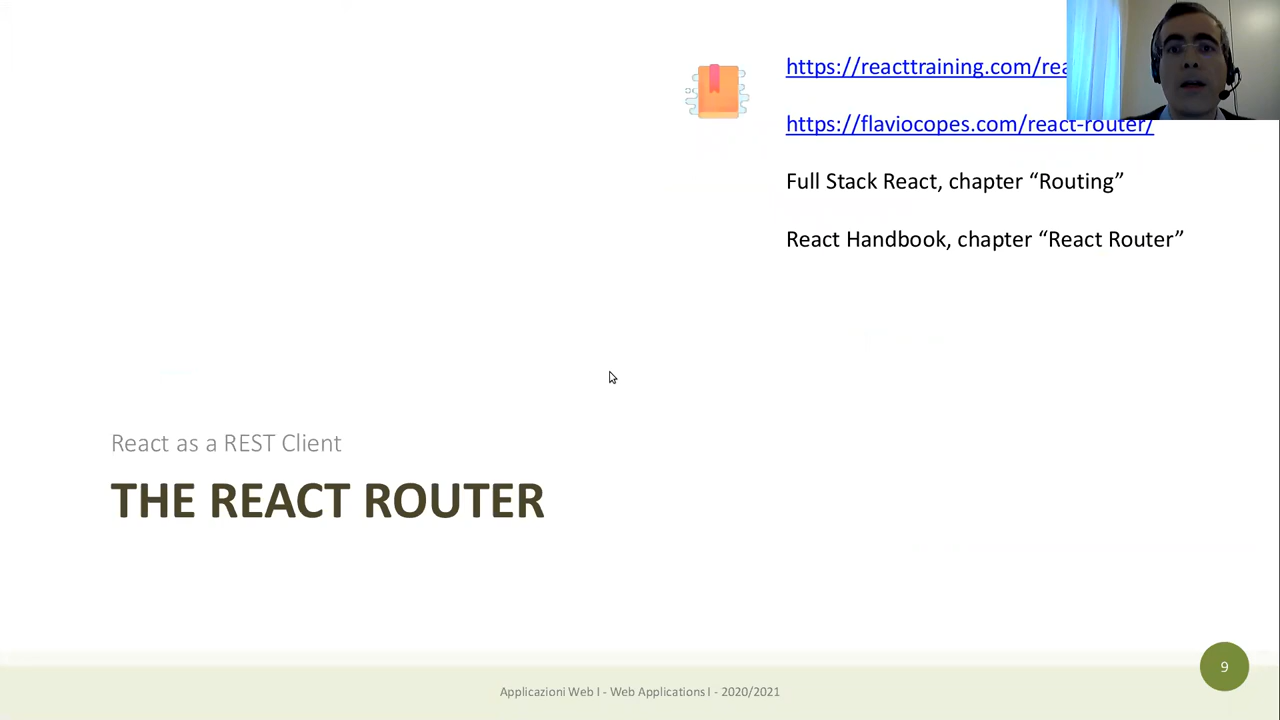 https://reacttraining.com/rea
https://flaviocopes.com/react-router/
Full Stack React, chapter “Routing”
React Handbook, chapter “React Router”
React as a REST Client
THE REACT ROUTER
9
Applicazioni Web I - Web Applications I - 2020/2021